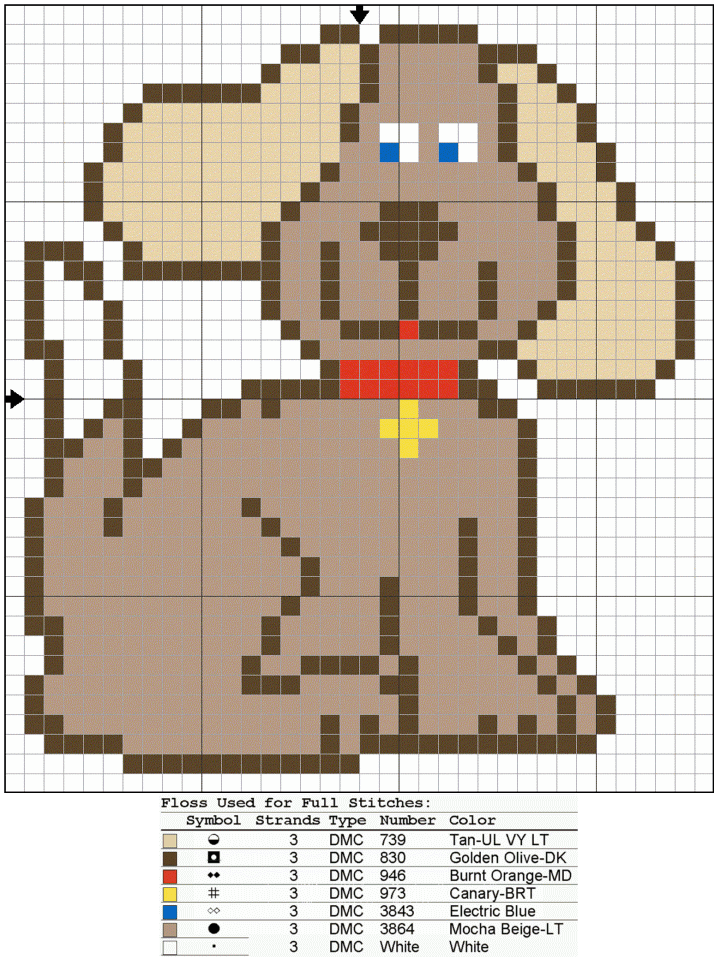 Floss Used for Full Stitches:
Symbol Strands Type Number Color
3 DMC 739 Tan-UL VY LT
3 DMC 830 Golden Olive-DK
3 DMC 946 Burnt Orange-MD
3 DMC 973 Canary-BRT
3 DMC 3843 Electric Blue
3 DMC 3864 Mocha Beige-LT
3 DMC White White